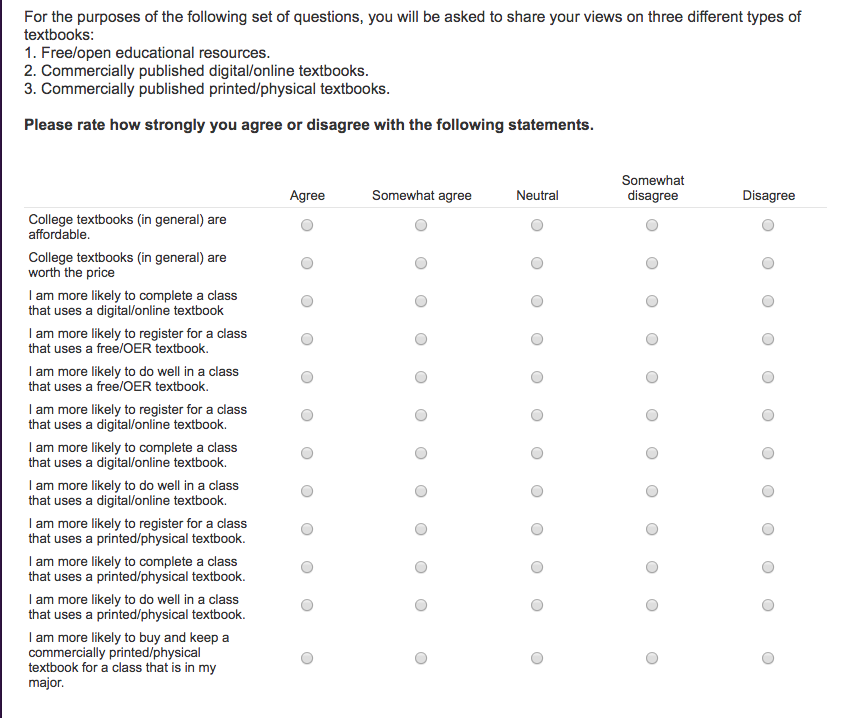 For the purposes of the following set of questions, you will be asked to share your views on three different types of
textbooks:
1. Free/open educational resources.
2. Commercially published digital/online textbooks.
3. Commercially published printed/physical textbooks.
Please rate how strongly you agree or disagree with the following statements.
Agree Somewhat agree Neutral Somewhat disagree Disagree
College textbooks (in general) are
affordable.
College textbooks (in general) are
worth the price
I am more likely to complete a class
that uses a digital/online textbook
I am more likely to register for a class
that uses a free/OER textbook.
I am more likely to do well in a class
that uses a free/OER textbook.
I am more likely to register for a class
that uses a digital/online textbook.
I am more likely to complete a class
that uses a digital/online textbook.
I am more likely to do well in a class
that uses a digital/online textbook.
I am more likely to register for a class
that uses a printed/physical textbook.
I am more likely to complete a class
that uses a printed/physical textbook.
I am more likely to do well in a class
that uses a printed/physical textbook.
I am more likely to buy and keep a
commercially printed/physical
textbook for a class that is in my
major.